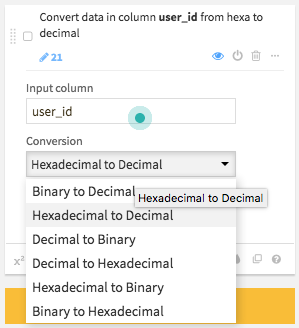 Convert data in column user_id from hexa to
decimal
21
Input column
user_id
Conversion
Hexadecimal to Decimal
Binary to Decimal
Hexadecimal to Decimal
Hexadecimal to Decimal
Decimal to Binary
Decimal to Hexadecimal
Hexadecimal to Binary
Binary to Hexadecimal
x²